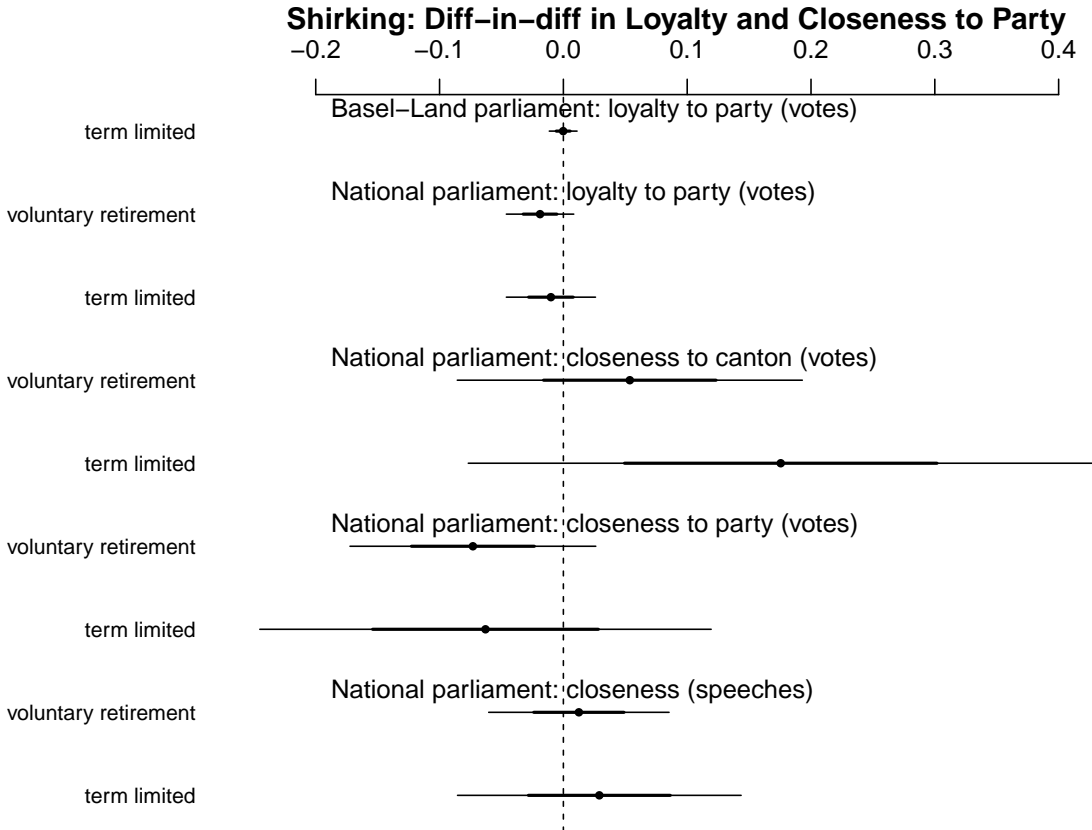 Shirking: Diff−in−diff in Loyalty and Closeness to Party
−0.2 −0.1 0.0 0.1 0.2 0.3 0.4
Basel−Land parliament: loyalty to party (votes)
term limited
National parliament: loyalty to party (votes)
voluntary retirement
term limited
National parliament: closeness to canton (votes)
voluntary retirement
term limited
National parliament: closeness to party (votes)
voluntary retirement
term limited
National parliament: closeness (speeches)
voluntary retirement
term limited